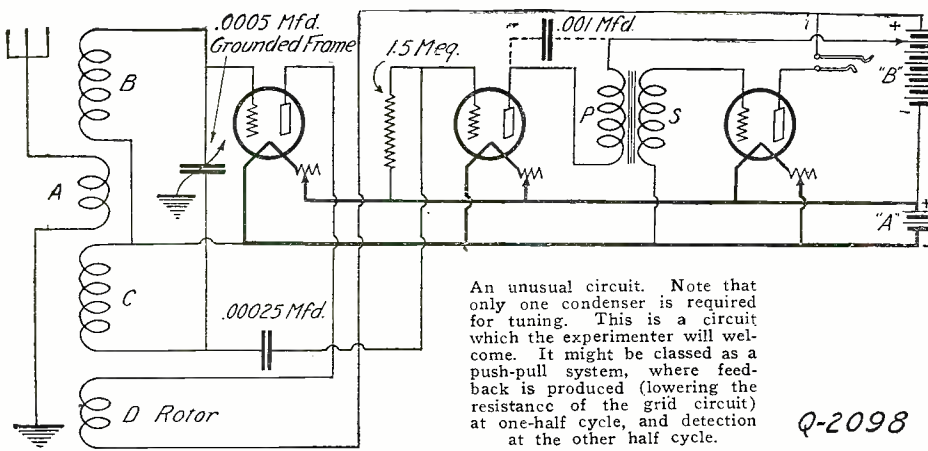 .0005 Mfd.
Grounded Frame
1.5 Meg.
.001 Mfd.
B
A
C
P
S
+
"B"
-
+
"A"
-
.00025 Mfd.
D Rotor
An unusual circuit. Note that
only one condenser is required
for tuning. This is a circuit
which the experimenter will wel-
come. It might be classed as a
push-pull system, where feed-
back is produced (lowering the
resistance of the grid circuit)
at one-half cycle, and detection
at the other half cycle.
Q-2098